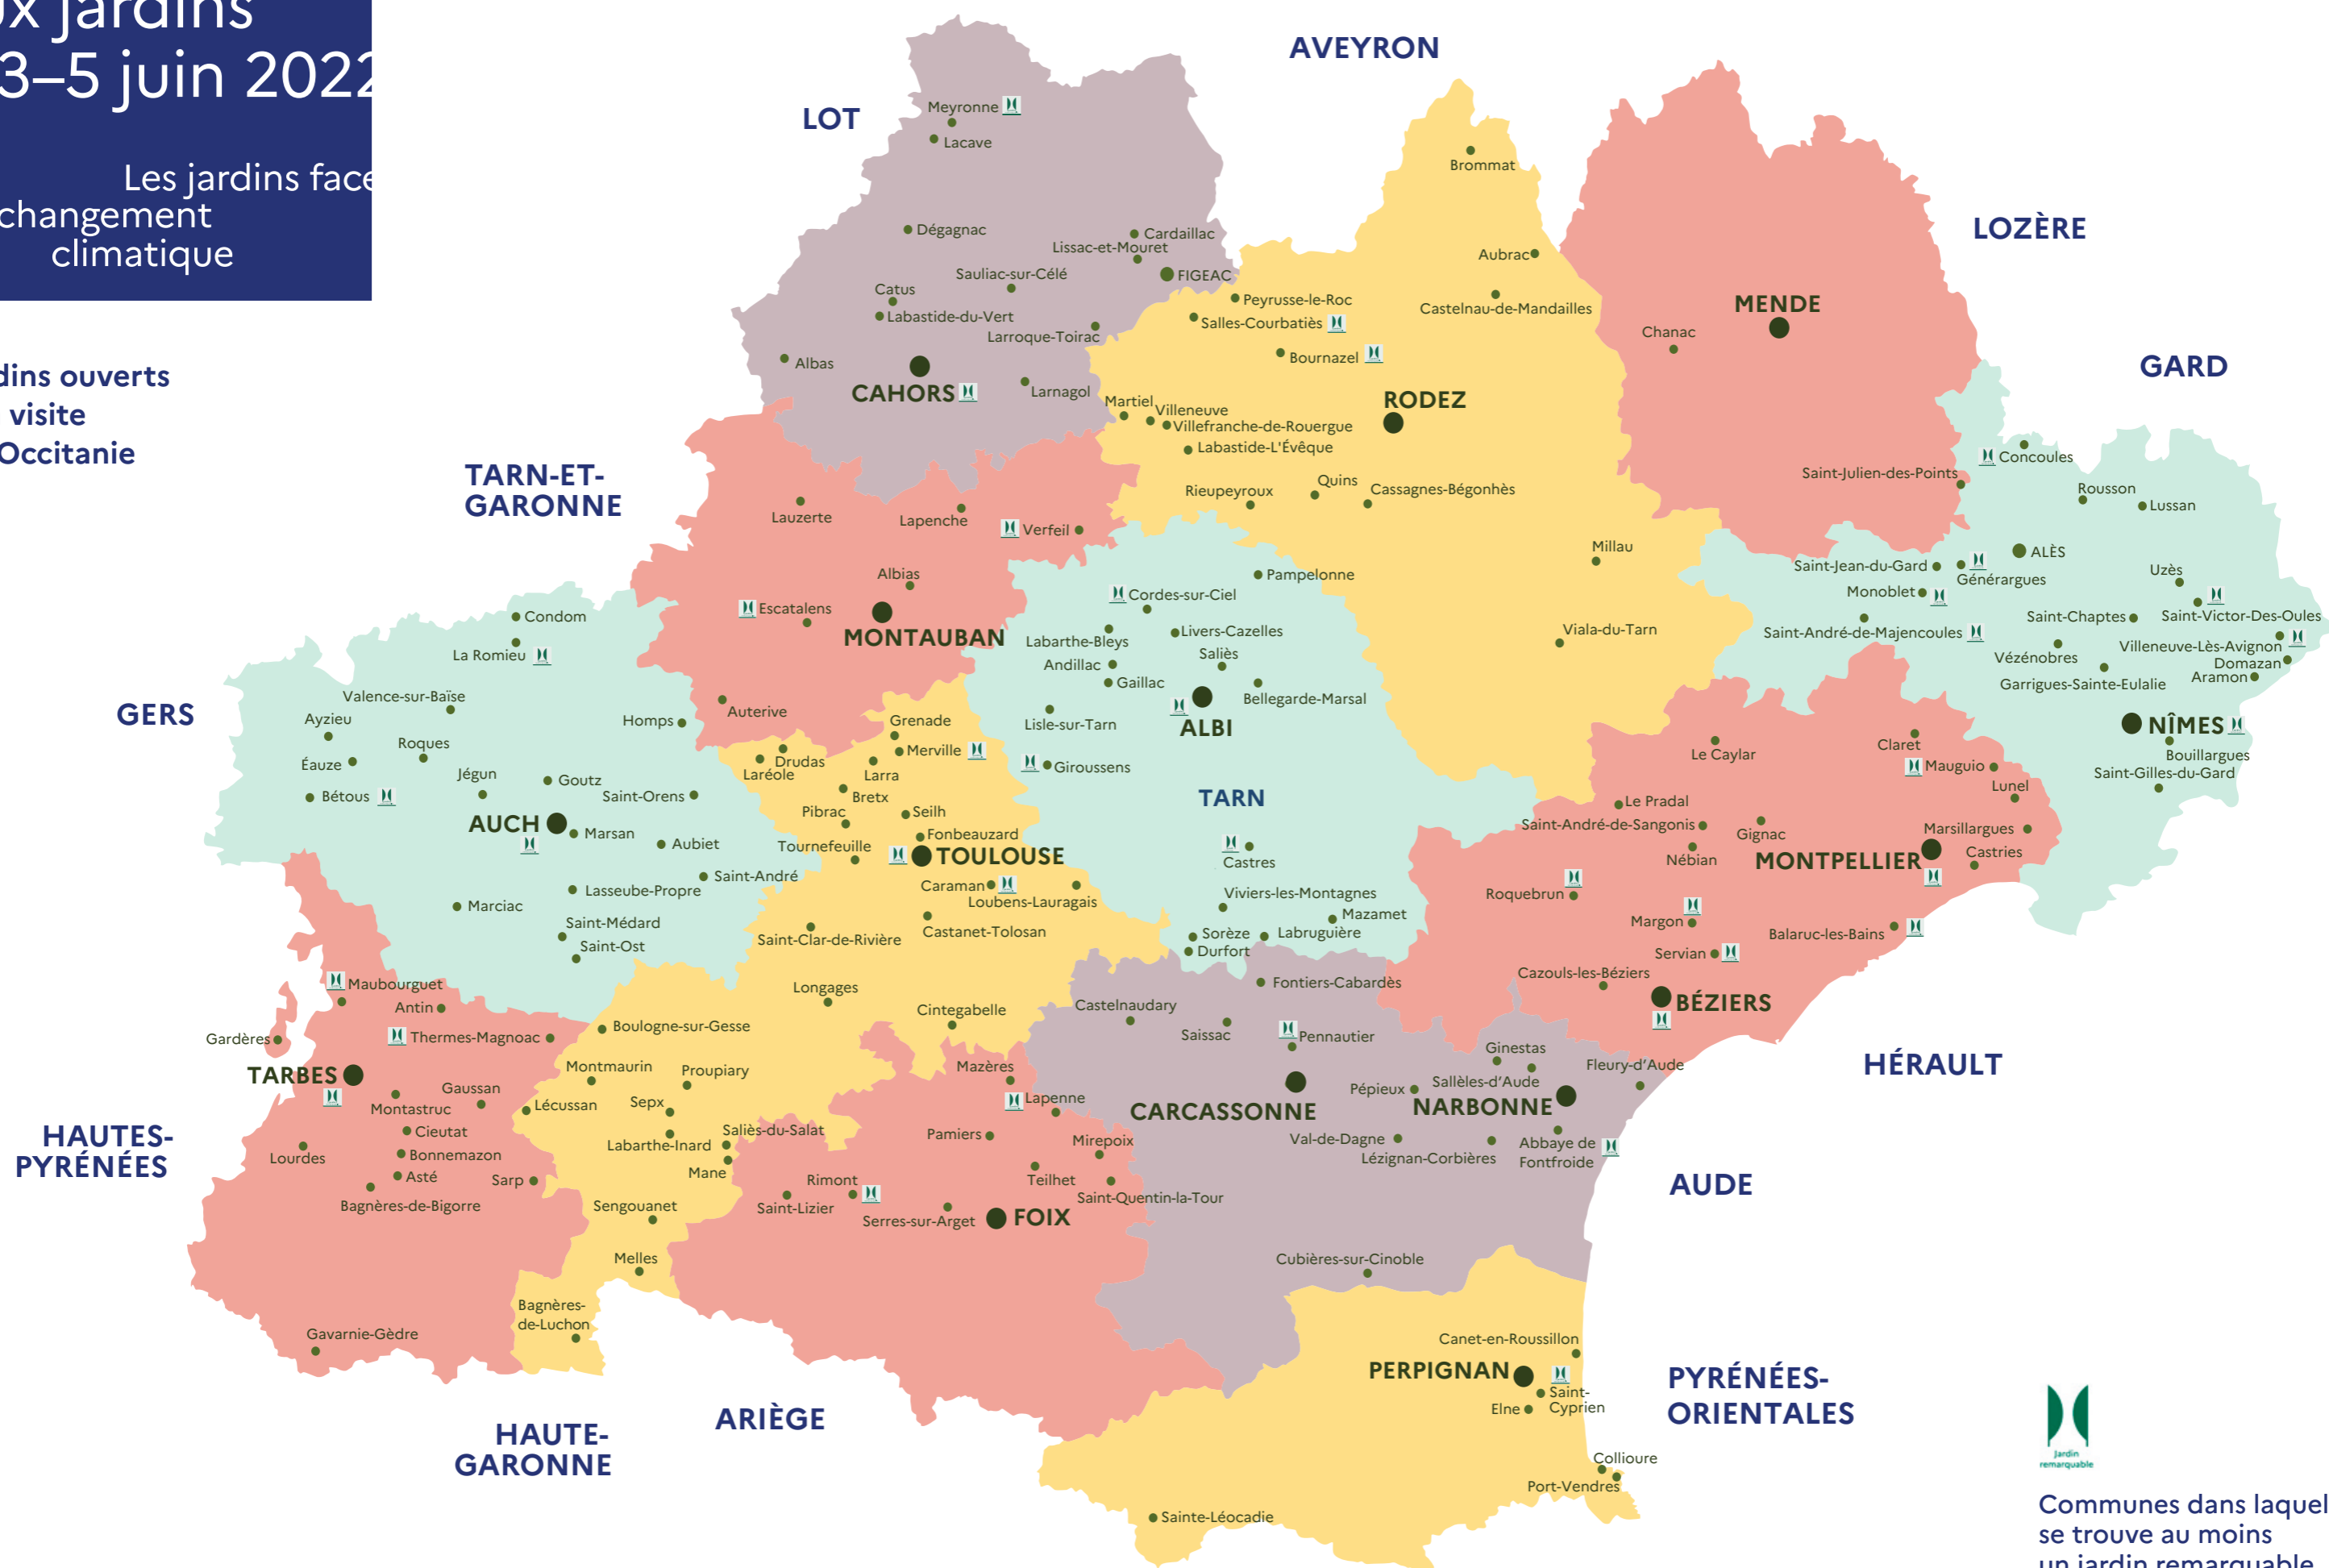 ux jardins
3–5 juin 2022
Les jardins face
changement
climatique
dins ouverts
visite
Occitanie
LOT
Meyronne
Lacave
Dégagnac
Cardaillac
Lissac-et-Mouret
FIGEAC
Sauliac-sur-Célé
Catus
Labastide-du-Vert
Larroque-Toirac
Albas
CAHORS
Larnagol
AVEYRON
Brommat
Aubrac
Castelnau-de-Mandailles
Peyrusse-le-Roc
Salles-Courbatiès
Bournazel
RODEZ
Martiel
Villeneuve
Villefranche-de-Rouergue
Labastide-L'Évêque
Quins
Rieupeyroux
Cassagnes-Bégonhès
Millau
Viala-du-Tarn
LOZÈRE
MENDE
Chanac
Saint-Julien-des-Points
GARD
Concoules
Rousson
Lussan
ALÈS
Saint-Jean-du-Gard
Générargues
Uzès
Monoblet
Saint-Chaptes
Saint-Victor-Des-Oules
Saint-André-de-Majencoules
Villeneuve-Lès-Avignon
Vézénobres
Domazan
Aramon
Garrigues-Sainte-Eulalie
NÎMES
Bouillargues
Saint-Gilles-du-Gard
TARN-ET-
GARONNE
Lauzerte
Lapenche
Verfeil
Albias
Escatalens
MONTAUBAN
Auterive
GERS
Condom
La Romieu
Valence-sur-Baïse
Ayzieu
Homps
Roques
Éauze
Jégun
Goutz
Bétous
Saint-Orens
AUCH
Marsan
Aubiet
Saint-André
Lasseube-Propre
Marciac
Saint-Médard
Saint-Ost
TARN
Pampelonne
Cordes-sur-Ciel
Livers-Cazelles
Labarthe-Bleys
Saliès
Andillac
Gaillac
Bellegarde-Marsal
Lisle-sur-Tarn
ALBI
Giroussens
Castres
Viviers-les-Montagnes
Mazamet
Sorèze
Labruguière
Durfort
HAUTE-
GARONNE
Grenade
Merville
Drudas
Laréole
Larra
Bretx
Pibrac
Seilh
Fonbeauzard
Tournefeuille
TOULOUSE
Caraman
Loubens-Lauragais
Castanet-Tolosan
Saint-Clar-de-Rivière
Longages
Cintegabelle
Boulogne-sur-Gesse
Montmaurin
Proupiary
Lécussan
Sepx
Labarthe-Inard
Saliès-du-Salat
Mane
Sengouanet
Melles
Bagnères-
de-Luchon
HAUTES-
PYRÉNÉES
Maubourguet
Antin
Gardères
Thermes-Magnoac
TARBES
Gaussan
Montastruc
Cieutat
Lourdes
Bonnemazon
Asté
Sarp
Bagnères-de-Bigorre
Gavarnie-Gèdre
ARIÈGE
Mazères
Lapenne
Pamiers
Mirepoix
Teilhet
Rimont
Saint-Quentin-la-Tour
Saint-Lizier
Serres-sur-Arget
FOIX
HÉRAULT
Le Caylar
Claret
Mauguio
Lunel
Le Pradal
Saint-André-de-Sangonis
Gignac
Marsillargues
Nébian
MONTPELLIER
Castries
Roquebrun
Margon
Balaruc-les-Bains
Servian
Cazouls-les-Béziers
BÉZIERS
AUDE
Fontiers-Cabardès
Castelnaudary
Saissac
Pennautier
Ginestas
Fleury-d'Aude
Pépieux
Sallèles-d'Aude
CARCASSONNE
NARBONNE
Val-de-Dagne
Lézignan-Corbières
Abbaye de
Fontfroide
Cubières-sur-Cinoble
PYRÉNÉES-
ORIENTALES
Canet-en-Roussillon
PERPIGNAN
Saint-
Cyprien
Elne
Collioure
Port-Vendres
Sainte-Léocadie
Jardin
remarquable
Communes dans laquel
se trouve au moins
un jardin remarquable